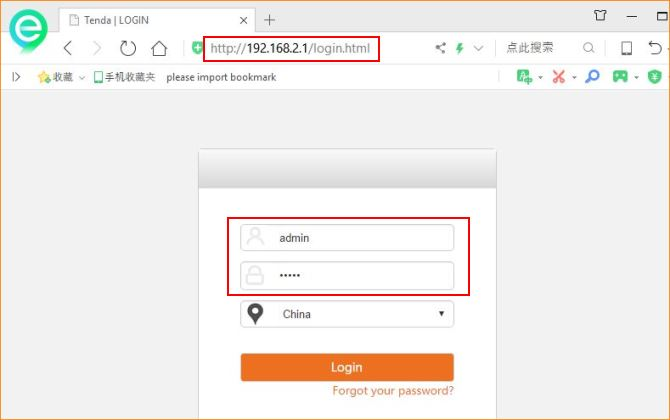 Tenda | LOGIN
http://192.168.2.1/login.html
点此搜索
收藏 手机收藏夹 please import bookmark
admin
•••••
China
Login
Forgot your password?